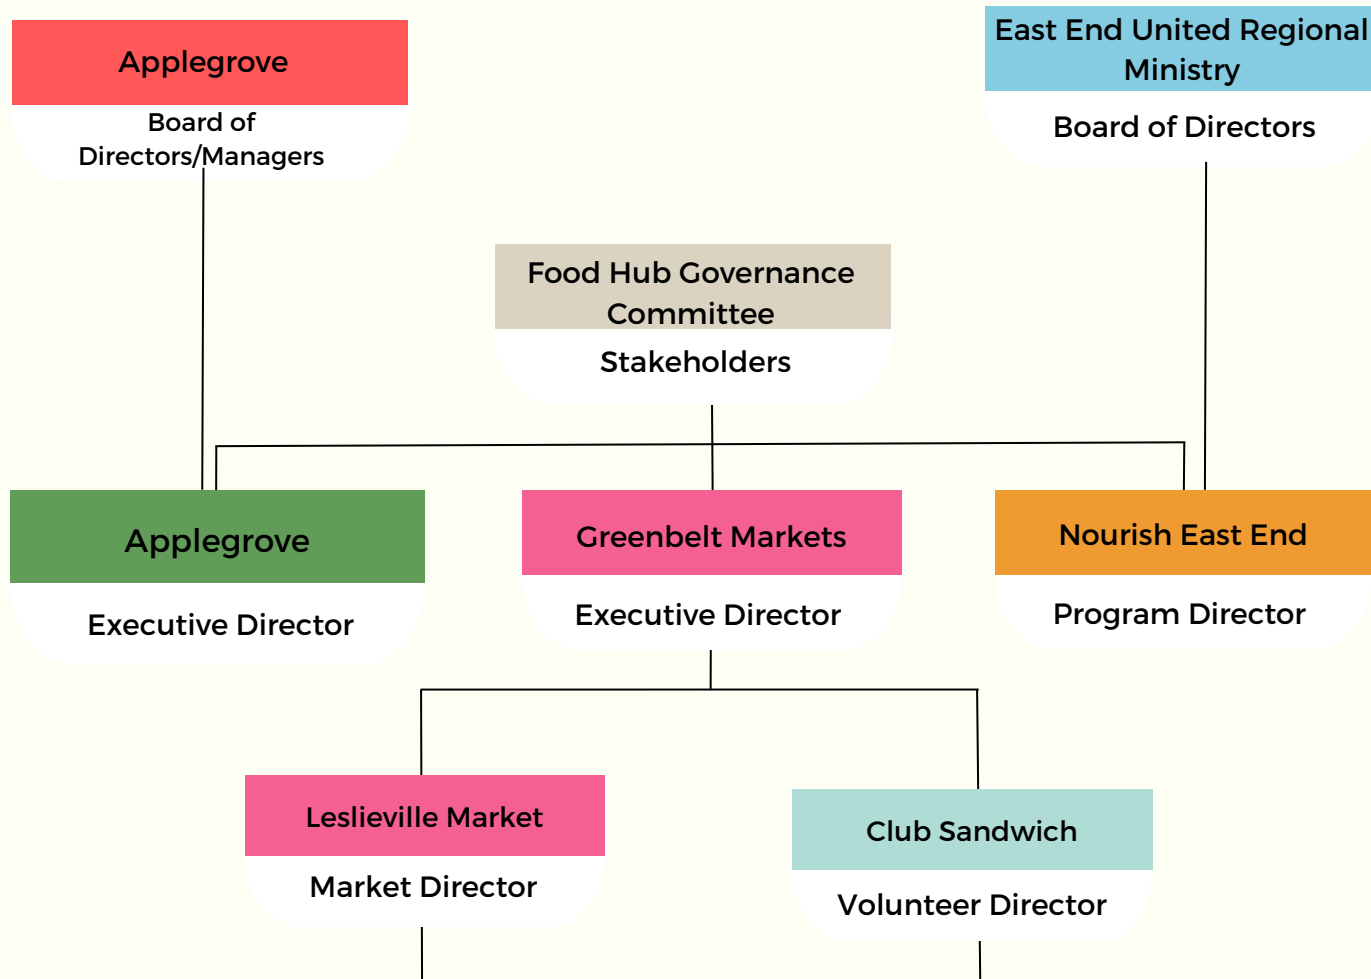 Applegrove
Board of
Directors/Managers
East End United Regional
Ministry
Board of Directors
Food Hub Governance
Committee
Stakeholders
Applegrove
Executive Director
Greenbelt Markets
Executive Director
Nourish East End
Program Director
Leslieville Market
Market Director
Club Sandwich
Volunteer Director